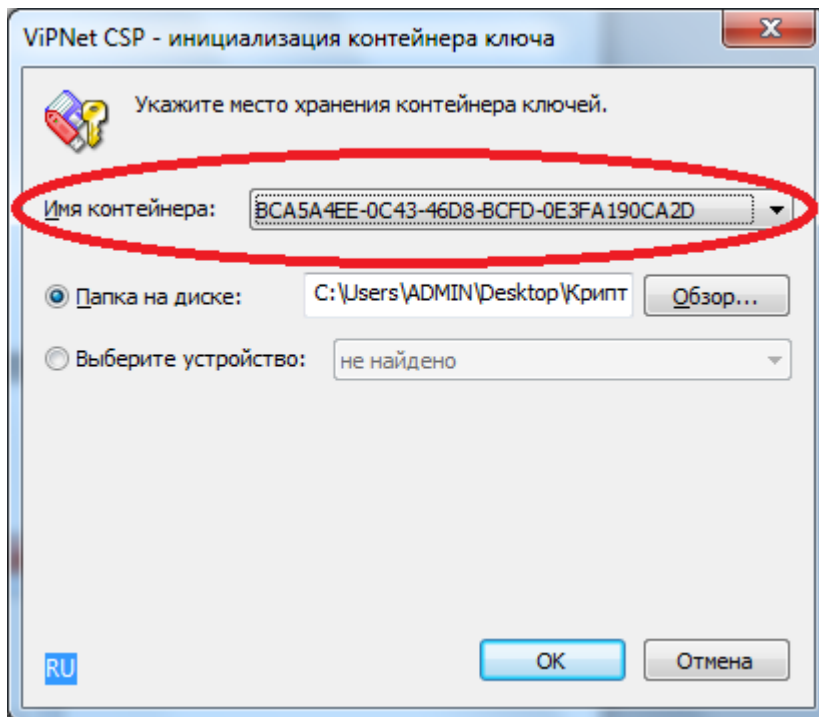 ViPNet CSP - инициализация контейнера ключа
Укажите место хранения контейнера ключей.
Имя контейнера: BCA5A4EE-0C43-46D8-BCFD-0E3FA190CA2D
Папка на диске: C:\Users\ADMIN\Desktop\Крипт Обзор...
Выберите устройство: не найдено
RU OK Отмена